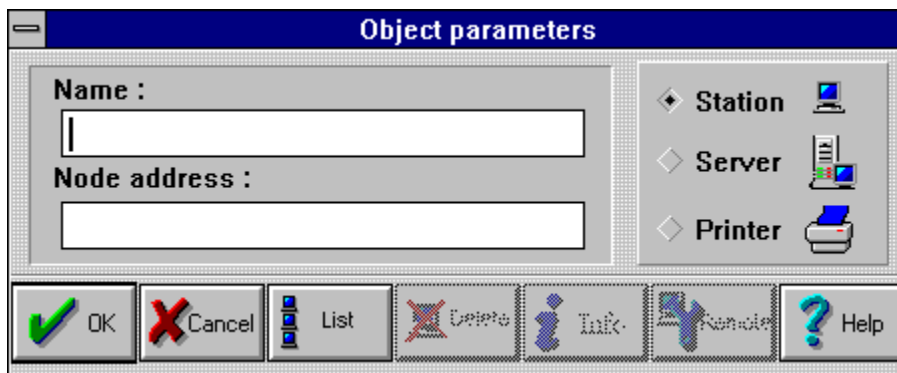 Object parameters
Name :
Node address :
Station
Server
Printer
OK
Cancel
List
Delete
Info.
Remote
Help